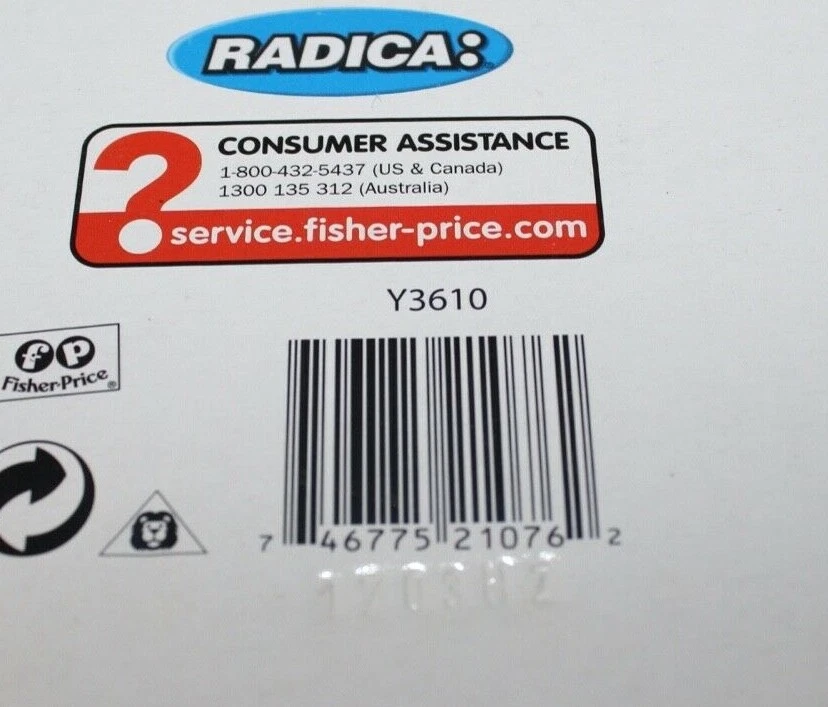 RADICA:
CONSUMER ASSISTANCE
1-800-432-5437 (US & Canada)
1300 135 312 (Australia)
service.fisher-price.com
Y3610
fp
Fisher-Price®
7 46775 21076 2